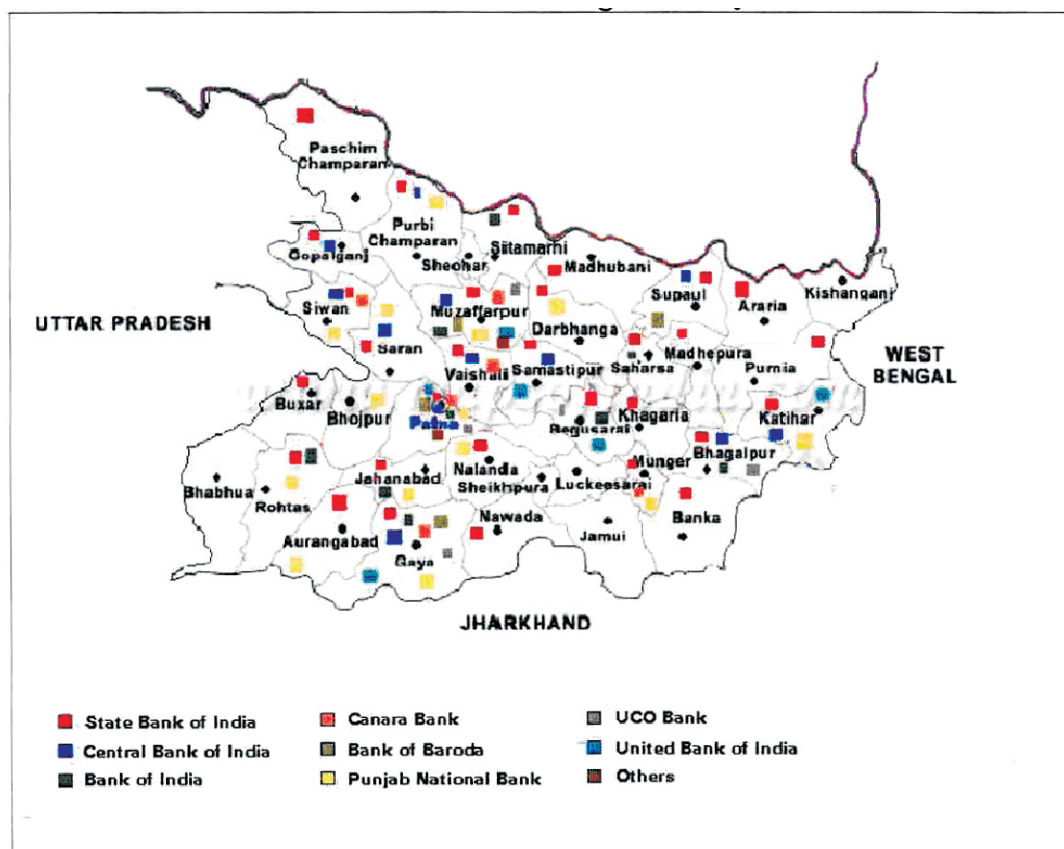 Paschim
Champaran
Purbi
Champaran
Sheohar
Siitamarhi
Madhubani
Gopalganj
Supaul
Araria
Kishanganj
Siwan
Muzaffarpur
Darbhanga
UTTAR PRADESH
Saran
Saharsa
Madhepura
Purnia
WEST
BENGAL
Vaishali
Samastipur
Buxar
Bhojpur
Patna
Begusarai
Khagaria
Katihar
Bhagalpur
Bhabhua
Rohtas
Jahanabad
Nalanda
Sheikhpura
Luckeesarai
Munger
Banka
Aurangabad
Gaya
Nawada
Jamui
JHARKHAND
State Bank of India
Central Bank of India
Bank of India
Canara Bank
Bank of Baroda
Punjab National Bank
UCO Bank
United Bank of India
Others